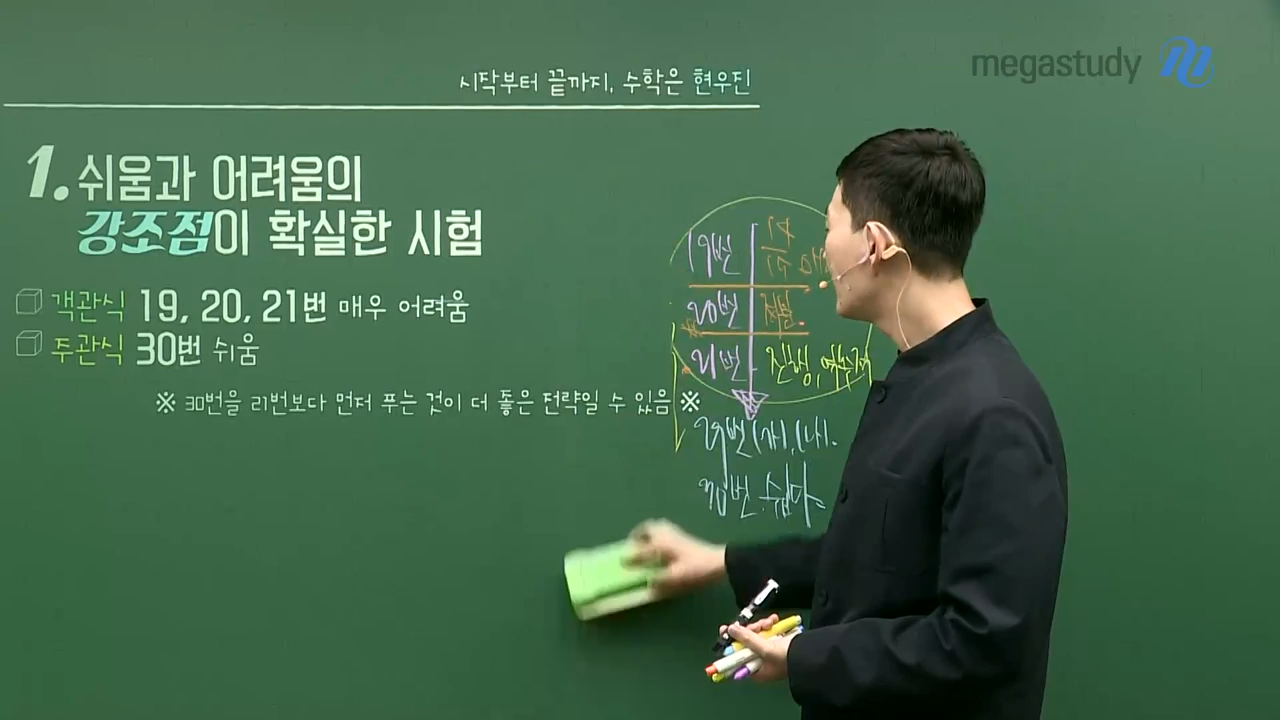 megastudy
시작부터 끝까지, 수학은 현우진
1. 쉬움과 어려움의
강조점이 확실한 시험
객관식 19, 20, 21번 매우 어려움
주관식 30번 쉬움
※ 30번을 21번보다 먼저 푸는 것이 더 좋은 전략일 수 있음 ※
19번
20번
21번
29번 (가), (나).
30번 쉽다